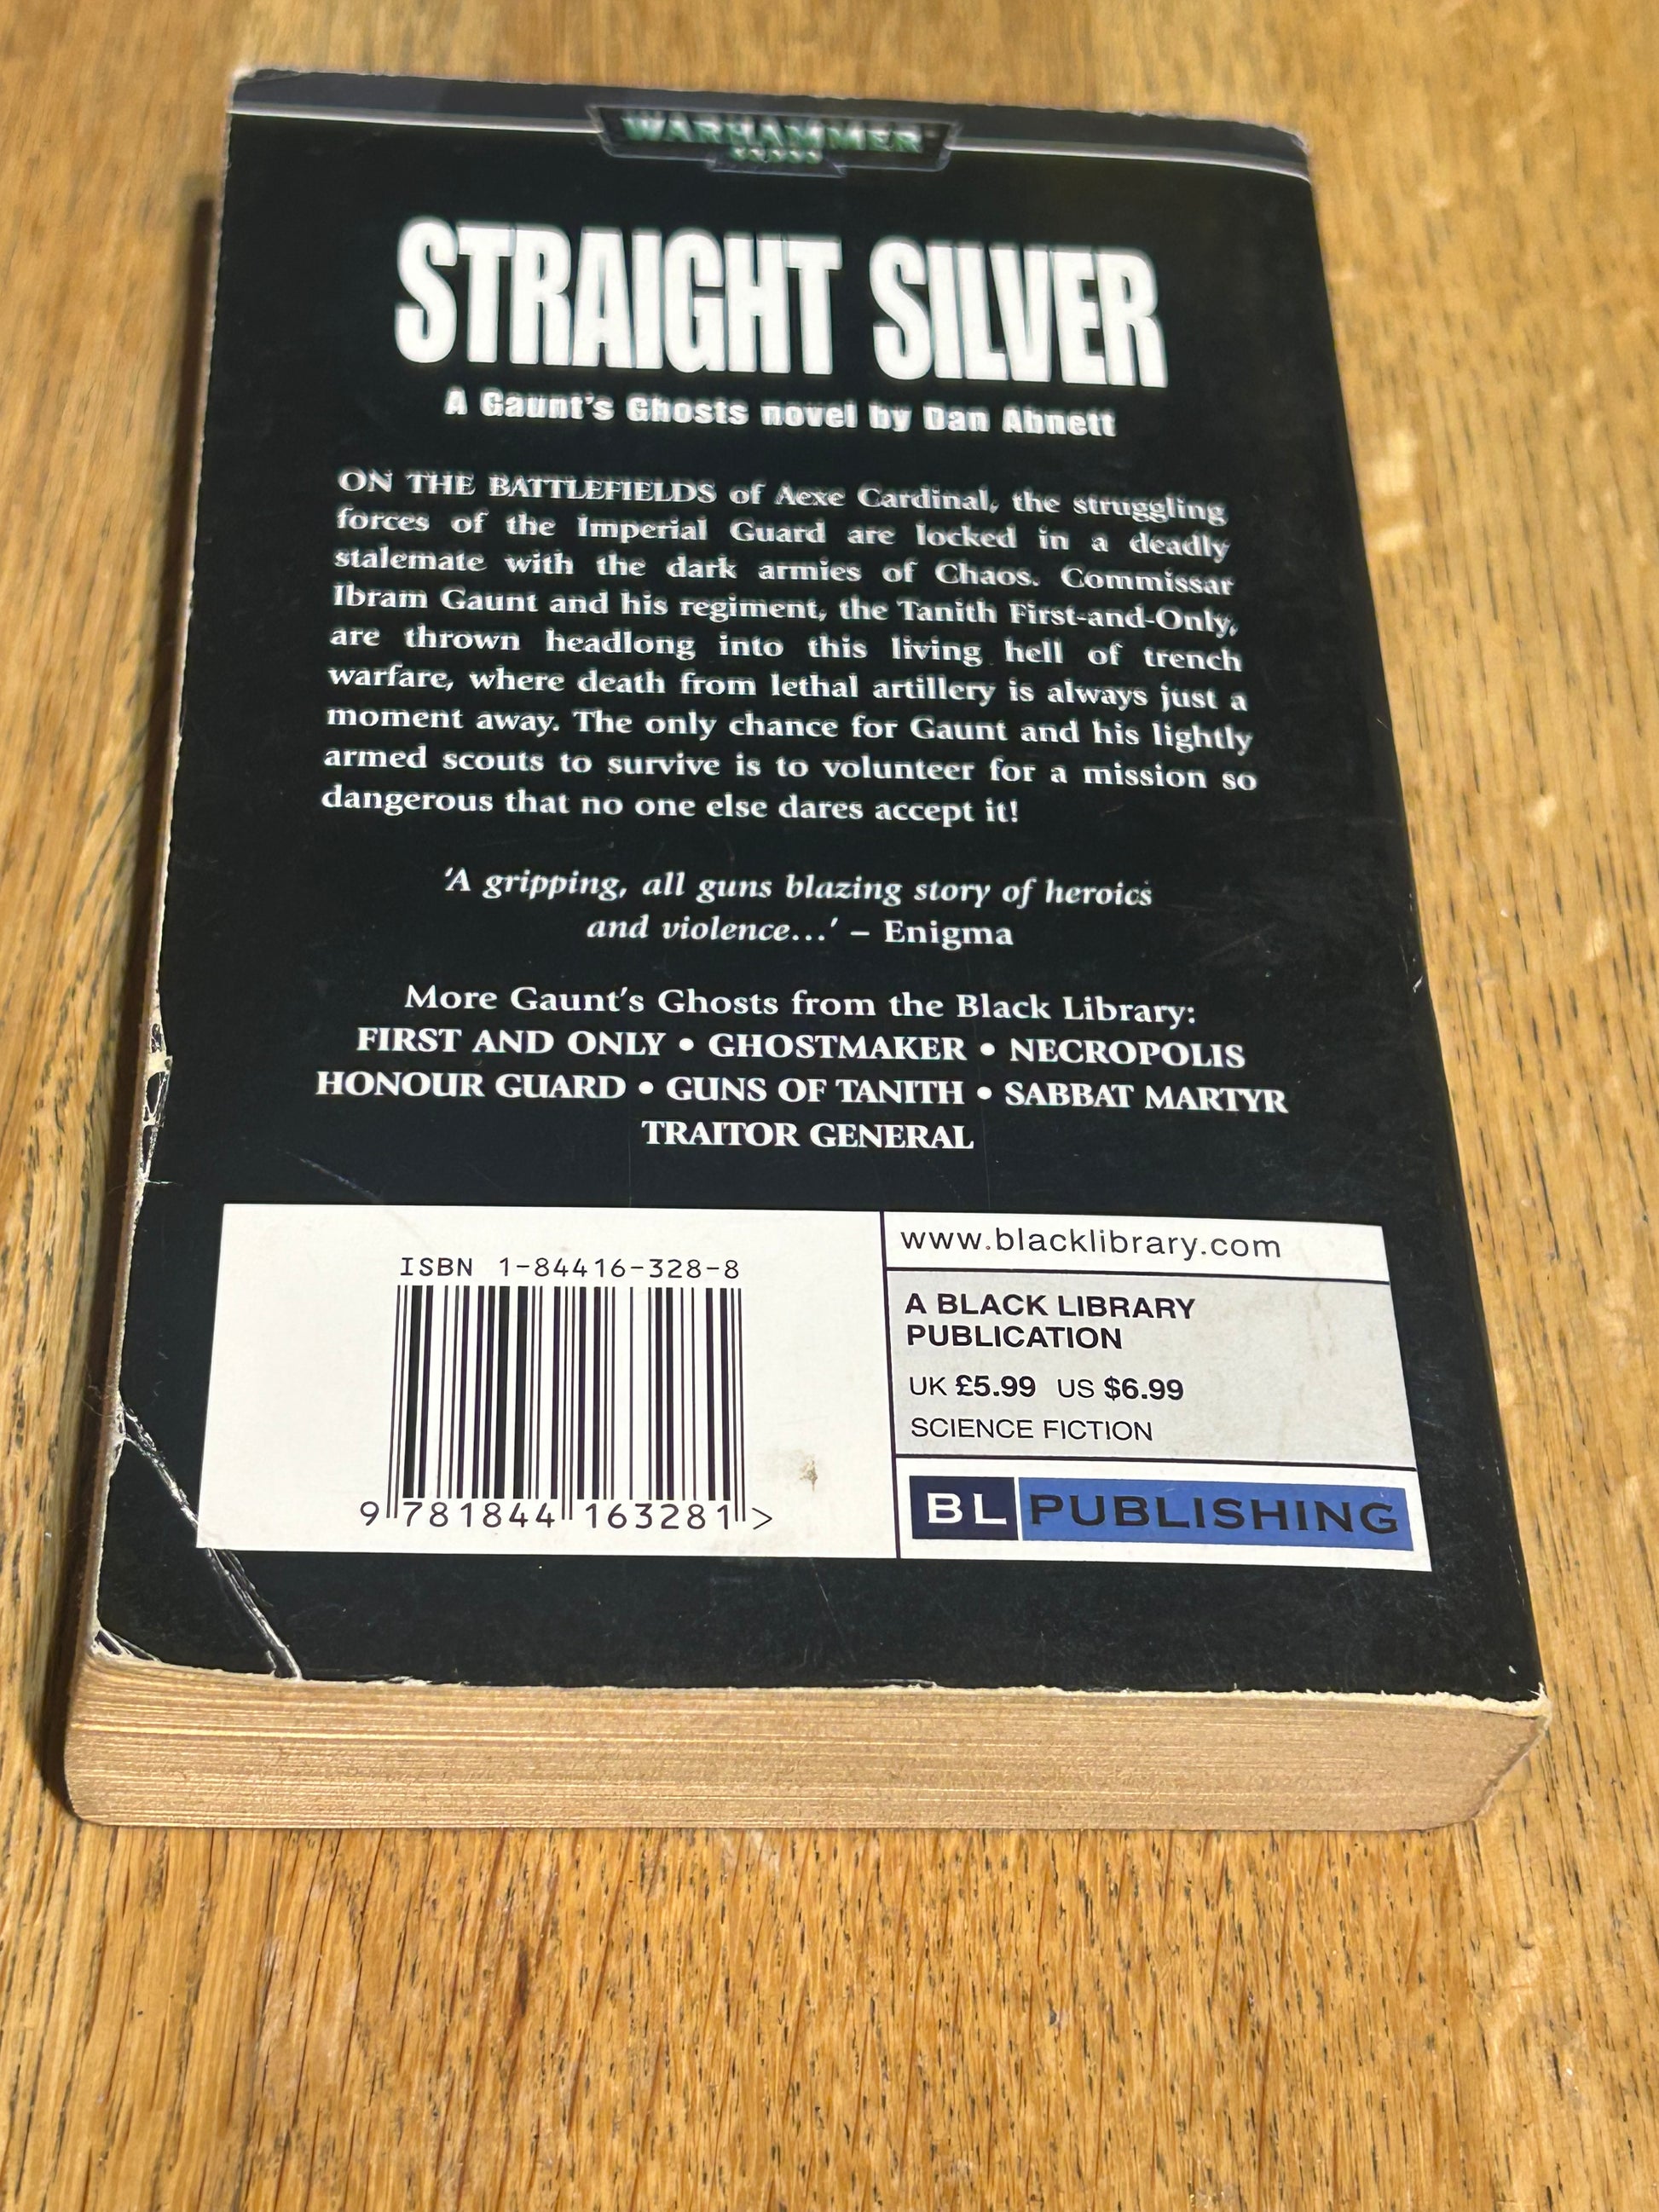 WARHAMMER
40,000
STRAIGHT SILVER
A Gaunt's Ghosts novel by Dan Abnett
ON THE BATTLEFIELDS of Aexe Cardinal, the struggling
forces of the Imperial Guard are locked in a deadly
stalemate with the dark armies of Chaos. Commissar
Ibram Gaunt and his regiment, the Tanith First-and-Only,
are thrown headlong into this living hell of trench
warfare, where death from lethal artillery is always just a
moment away. The only chance for Gaunt and his lightly
armed scouts to survive is to volunteer for a mission so
dangerous that no one else dares accept it!
'A gripping, all guns blazing story of heroics
and violence...' – Enigma
More Gaunt's Ghosts from the Black Library:
FIRST AND ONLY • GHOSTMAKER • NECROPOLIS
HONOUR GUARD • GUNS OF TANITH • SABBAT MARTYR
TRAITOR GENERAL
ISBN 1-84416-328-8
9 781844 163281 >
www.blacklibrary.com
A BLACK LIBRARY
PUBLICATION
UK £5.99 US $6.99
SCIENCE FICTION
BL PUBLISHING